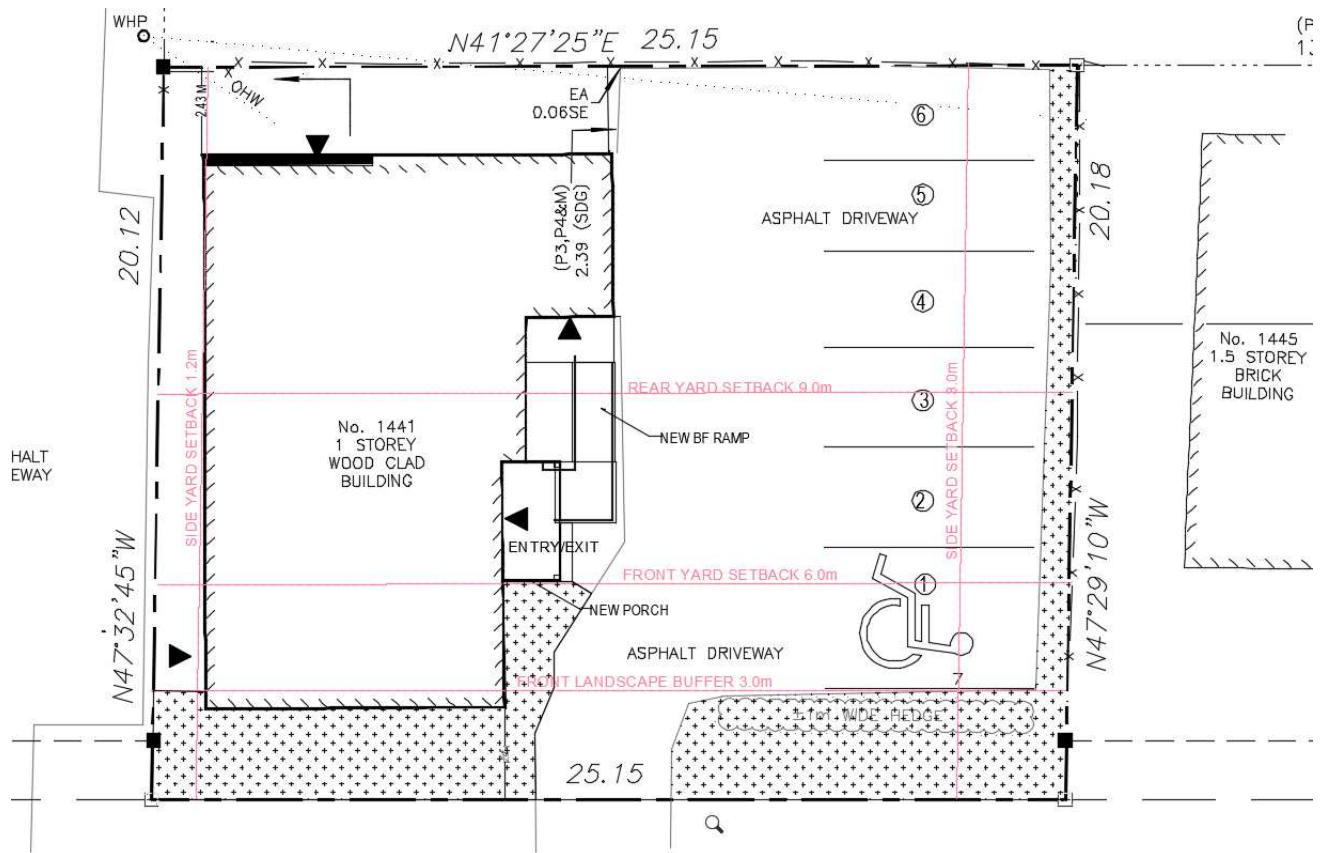 WHP
N41°27'25"E 25.15
(P
2.43 M
OHW
EA
0.06SE
6
(P3,P4&M)
2.39 (SDG)
5
ASPHALT DRIVEWAY
20.12
20.18
4
No. 1445
1.5 STOREY
BRICK
BUILDING
SIDE YARD SETBACK 1.2m
REAR YARD SETBACK 9.0m
SIDE YARD SETBACK 3.0m
3
No. 1441
1 STOREY
WOOD CLAD
BUILDING
NEW BF RAMP
HALT
EWAY
2
ENTRY/EXIT
FRONT YARD SETBACK 6.0m
1
NEW PORCH
N47°32'45"W
N47°29'10"W
ASPHALT DRIVEWAY
FRONT LANDSCAPE BUFFER 3.0m
7
±1m WIDE HEDGE
25.15